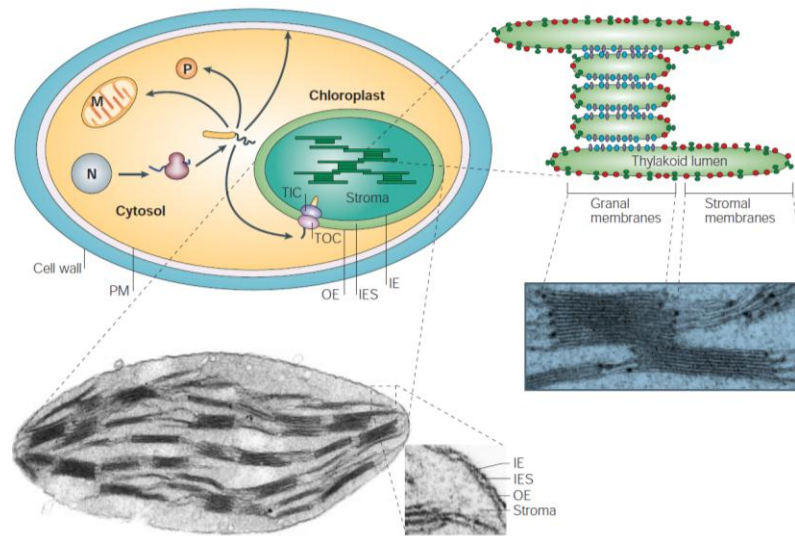 P
M
Chloroplast
N
TIC
Stroma
Cytosol
TOC
Cell wall
PM
OE
IES
IE
Thylakoid lumen
Granal
membranes
Stromal
membranes
IE
IES
OE
Stroma